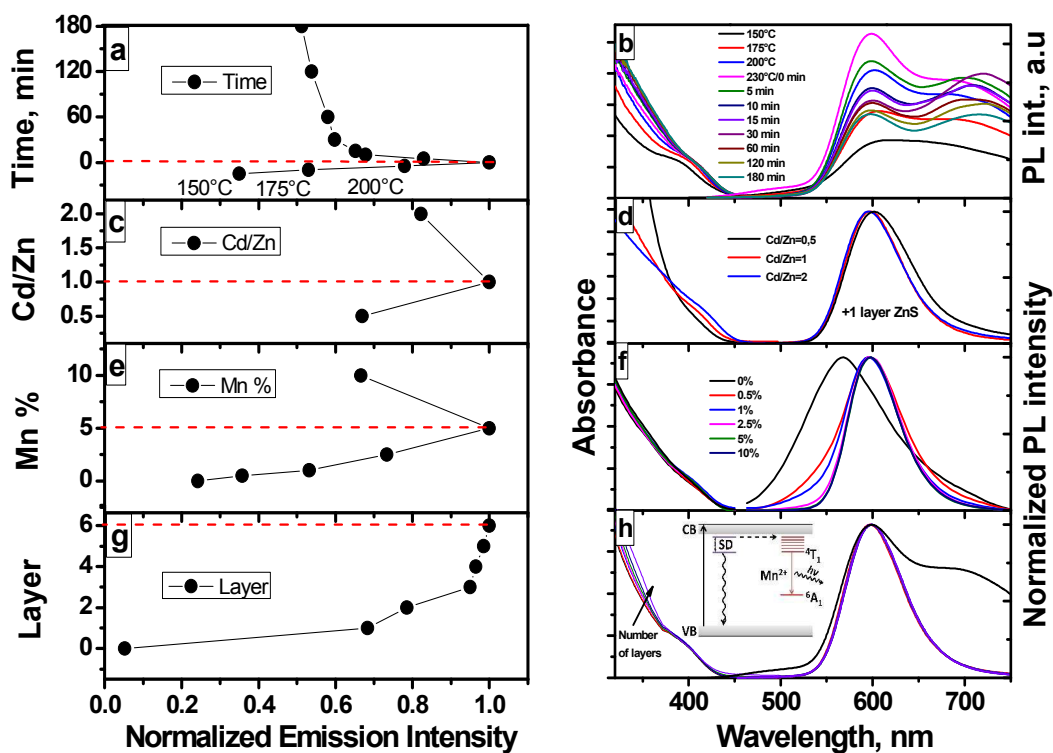 a
Time, min
180
120
60
0
Time
150°C
175°C
200°C
c
Cd/Zn
2.0
1.5
1.0
0.5
Cd/Zn
e
Mn %
10
5
0
Mn %
g
Layer
6
5
4
3
2
1
0
Layer
0.0 0.2 0.4 0.6 0.8 1.0
Normalized Emission Intensity
b
150°C
175°C
200°C
230°C/0 min
5 min
10 min
15 min
30 min
60 min
120 min
180 min
PL int., a.u
d
Cd/Zn=0,5
Cd/Zn=1
Cd/Zn=2
+1 layer ZnS
Absorbance
Normalized PL intensity
f
0%
0.5%
1%
2.5%
5%
10%
h
CB
SD
⁴T₁
Mn²⁺
hν
⁶A₁
VB
Number
of layers
400 500 600 700
Wavelength, nm